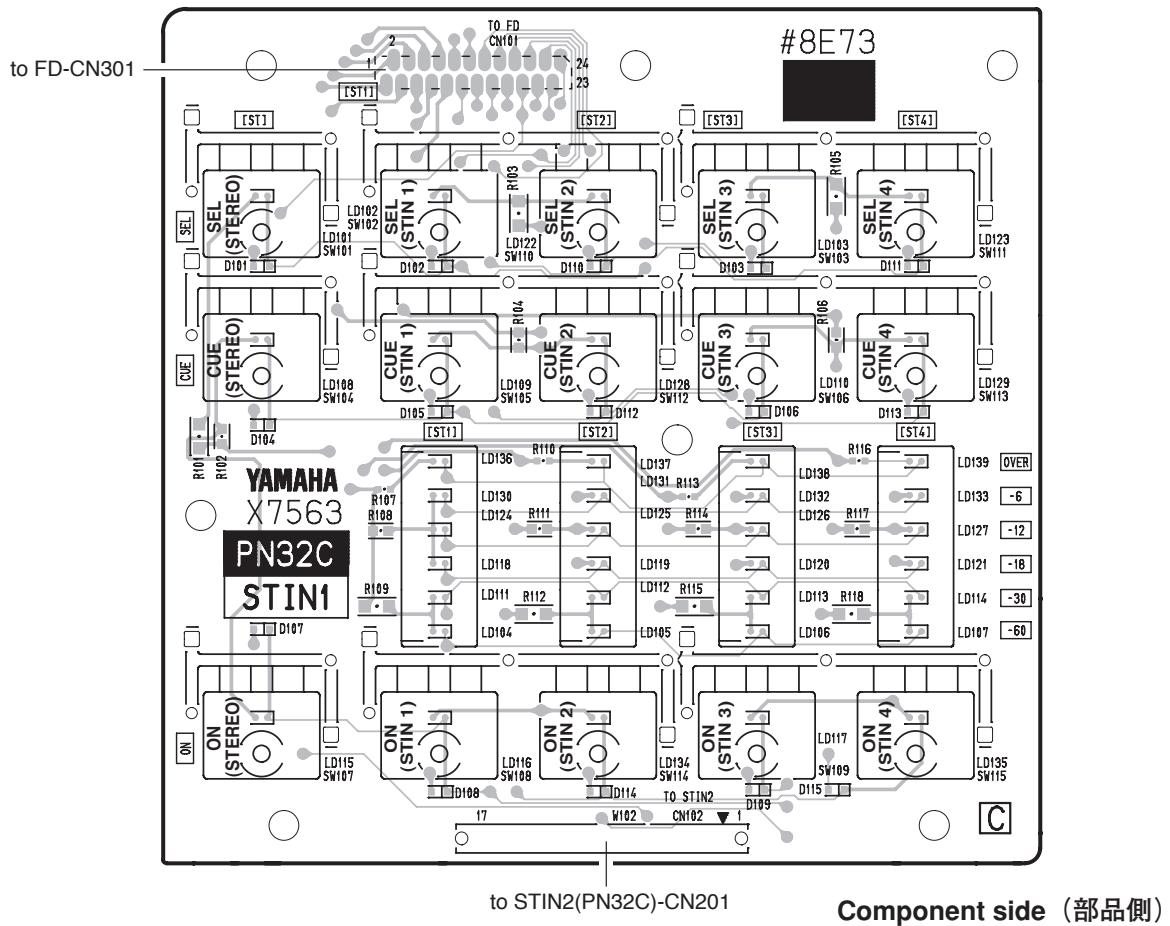 TO FD
CN101
#8E73
2
1
24
23
to FD-CN301
[ST1]
[ST]
[ST2]
[ST3]
[ST4]
SEL
SEL
(STEREO)
SEL
(STIN 1)
SEL
(STIN 2)
SEL
(STIN 3)
SEL
(STIN 4)
R103
R105
LD102
SW102
LD101
SW101
LD122
SW110
LD103
SW103
LD123
SW111
D101
D102
D110
D103
D111
CUE
CUE
(STEREO)
CUE
(STIN 1)
CUE
(STIN 2)
CUE
(STIN 3)
CUE
(STIN 4)
R104
R106
LD108
SW104
LD109
SW105
LD128
SW112
LD110
SW106
LD129
SW113
D104
D105
D112
D106
D113
R101
R102
[ST1]
[ST2]
[ST3]
[ST4]
LD136
R110
LD137
LD138
R116
LD139
OVER
R107
LD130
LD131
R113
LD132
LD133
-6
R108
LD124
R111
LD125
R114
LD126
R117
LD127
-12
LD118
LD119
LD120
LD121
-18
R109
LD111
R112
LD112
R115
LD113
R118
LD114
-30
LD104
LD105
LD106
LD107
-60
YAMAHA
X7563
PN32C
STIN1
D107
ON
ON
(STEREO)
ON
(STIN 1)
ON
(STIN 2)
ON
(STIN 3)
ON
(STIN 4)
LD115
SW107
LD116
SW108
LD134
SW114
LD117
SW109
LD135
SW115
D108
D114
D109
D115
TO STIN2
17
W102
CN102
1
C
to STIN2(PN32C)-CN201
Component side（部品側）